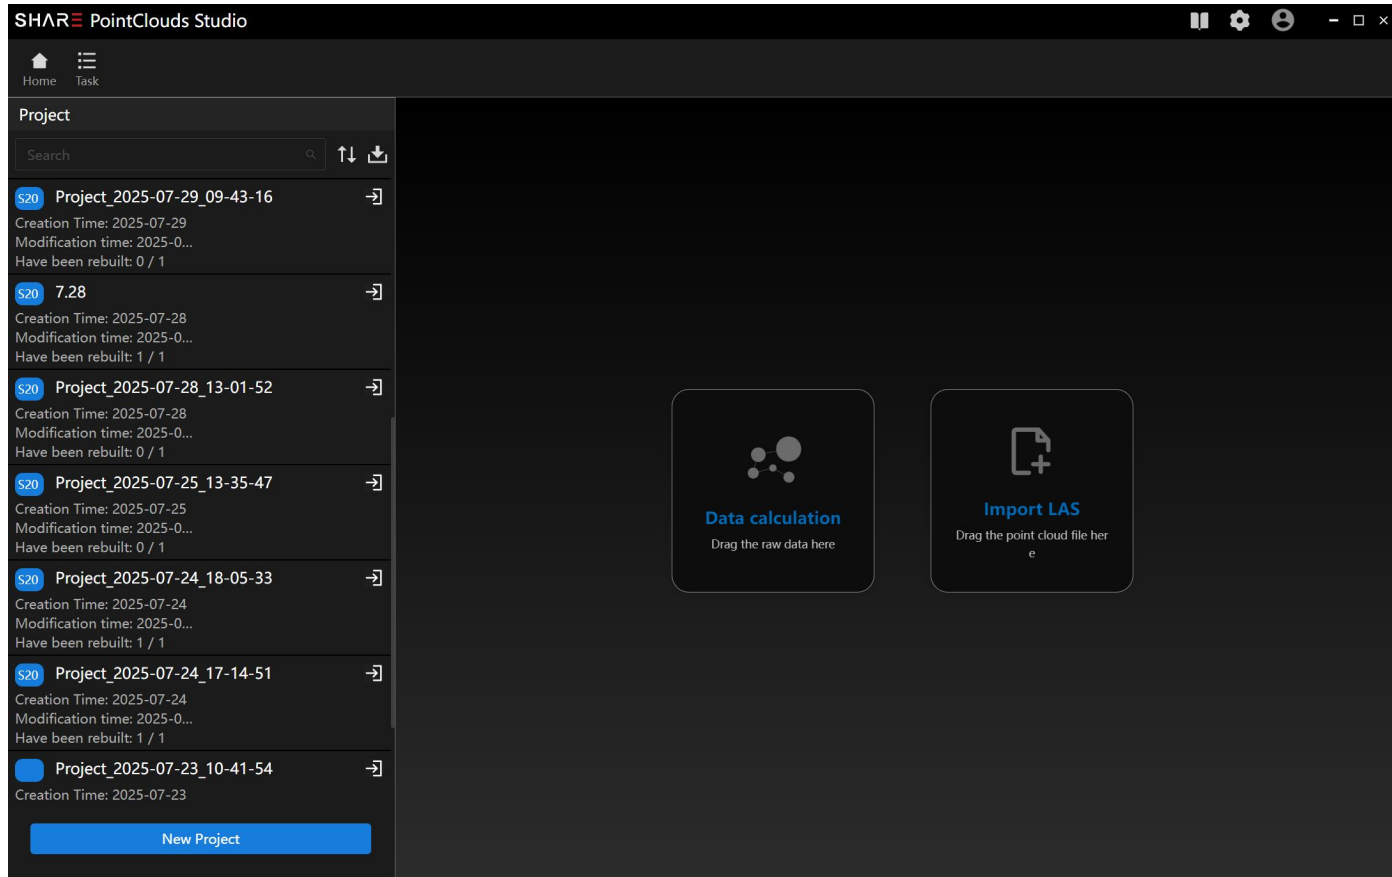 SHARE PointClouds Studio
Home
Task
Project
Search
S20 Project_2025-07-29_09-43-16
Creation Time: 2025-07-29
Modification time: 2025-0...
Have been rebuilt: 0 / 1
S20 7.28
Creation Time: 2025-07-28
Modification time: 2025-0...
Have been rebuilt: 1 / 1
S20 Project_2025-07-28_13-01-52
Creation Time: 2025-07-28
Modification time: 2025-0...
Have been rebuilt: 0 / 1
S20 Project_2025-07-25_13-35-47
Creation Time: 2025-07-25
Modification time: 2025-0...
Have been rebuilt: 0 / 1
S20 Project_2025-07-24_18-05-33
Creation Time: 2025-07-24
Modification time: 2025-0...
Have been rebuilt: 1 / 1
S20 Project_2025-07-24_17-14-51
Creation Time: 2025-07-24
Modification time: 2025-0...
Have been rebuilt: 1 / 1
Project_2025-07-23_10-41-54
Creation Time: 2025-07-23
New Project
Data calculation
Drag the raw data here
Import LAS
Drag the point cloud file her
e